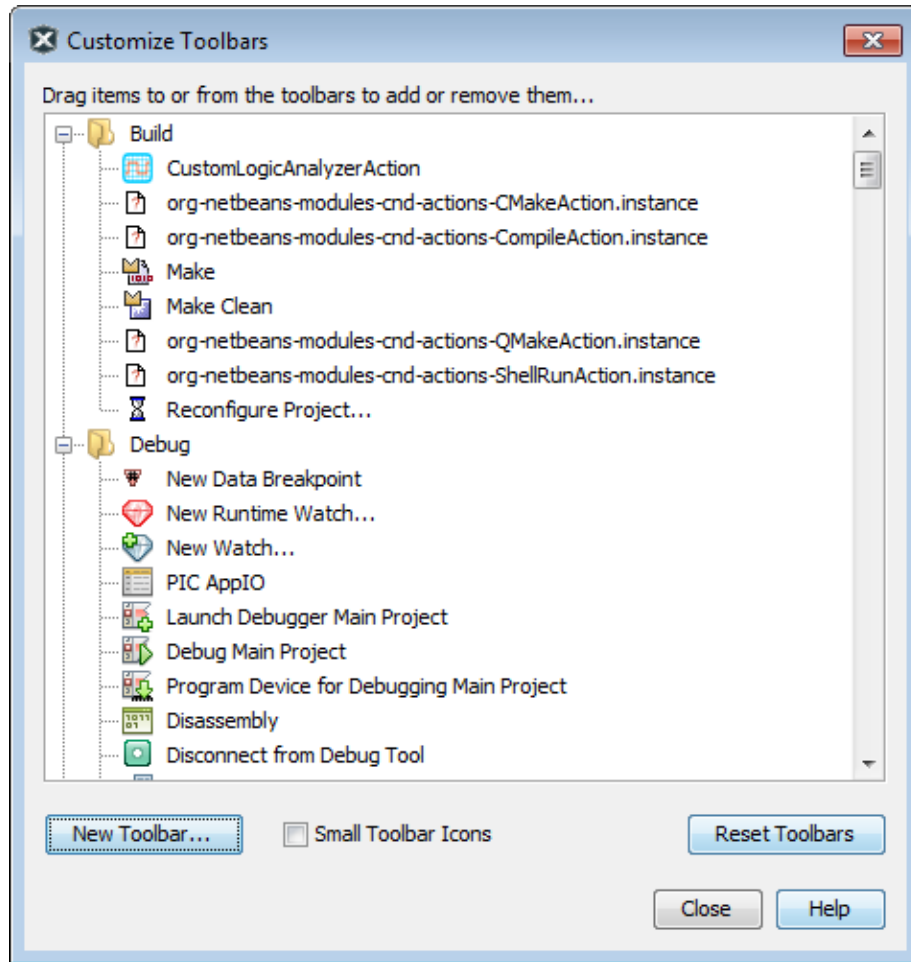 Customize Toolbars
Drag items to or from the toolbars to add or remove them...
Build
CustomLogicAnalyzerAction
org-netbeans-modules-cnd-actions-CMakeAction.instance
org-netbeans-modules-cnd-actions-CompileAction.instance
Make
Make Clean
org-netbeans-modules-cnd-actions-QMakeAction.instance
org-netbeans-modules-cnd-actions-ShellRunAction.instance
Reconfigure Project...
Debug
New Data Breakpoint
New Runtime Watch...
New Watch...
PIC AppIO
Launch Debugger Main Project
Debug Main Project
Program Device for Debugging Main Project
Disassembly
Disconnect from Debug Tool
New Toolbar... Small Toolbar Icons Reset Toolbars
Close Help